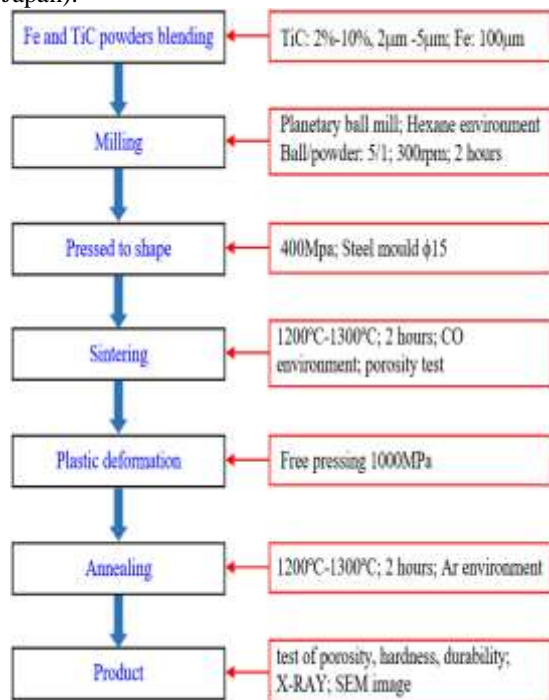 Japan).
Fe and TiC powders blending
TiC: 2%-10%, 2μm -5μm; Fe: 100μm
Milling
Planetary ball mill; Hexane environment
Ball/powder: 5/1; 300rpm; 2 hours
Pressed to shape
400Mpa; Steel mould ϕ15
Sintering
1200ºC-1300ºC; 2 hours; CO
environment; porosity test
Plastic deformation
Free pressing 1000MPa
Annealing
1200ºC-1300ºC; 2 hours; Ar environment
Product
test of porosity, hardness, durability;
X-RAY; SEM image